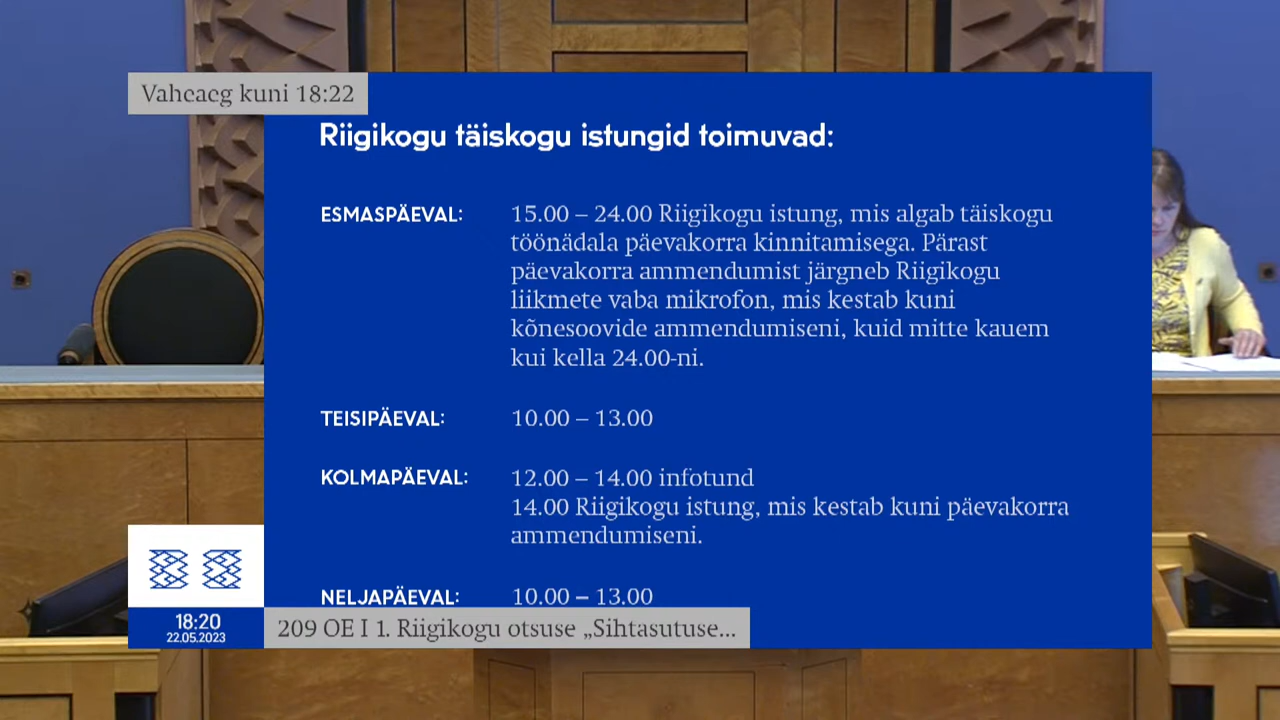 Vaheaeg kuni 18:22
Riigikogu täiskogu istungid toimuvad:
ESMASPÄEVAL: 15.00 – 24.00 Riigikogu istung, mis algab täiskogu
töönädala päevakorra kinnitamisega. Pärast
päevakorra ammendumist järgneb Riigikogu
liikmete vaba mikrofon, mis kestab kuni
kõnesoovide ammendumiseni, kuid mitte kauem
kui kella 24.00-ni.
TEISIPÄEVAL: 10.00 – 13.00
KOLMAPÄEVAL: 12.00 – 14.00 infotund
14.00 Riigikogu istung, mis kestab kuni päevakorra
ammendumiseni.
NELJAPÄEVAL: 10.00 – 13.00
18:20
22.05.2023
209 OE I 1. Riigikogu otsuse „Sihtasutuse...